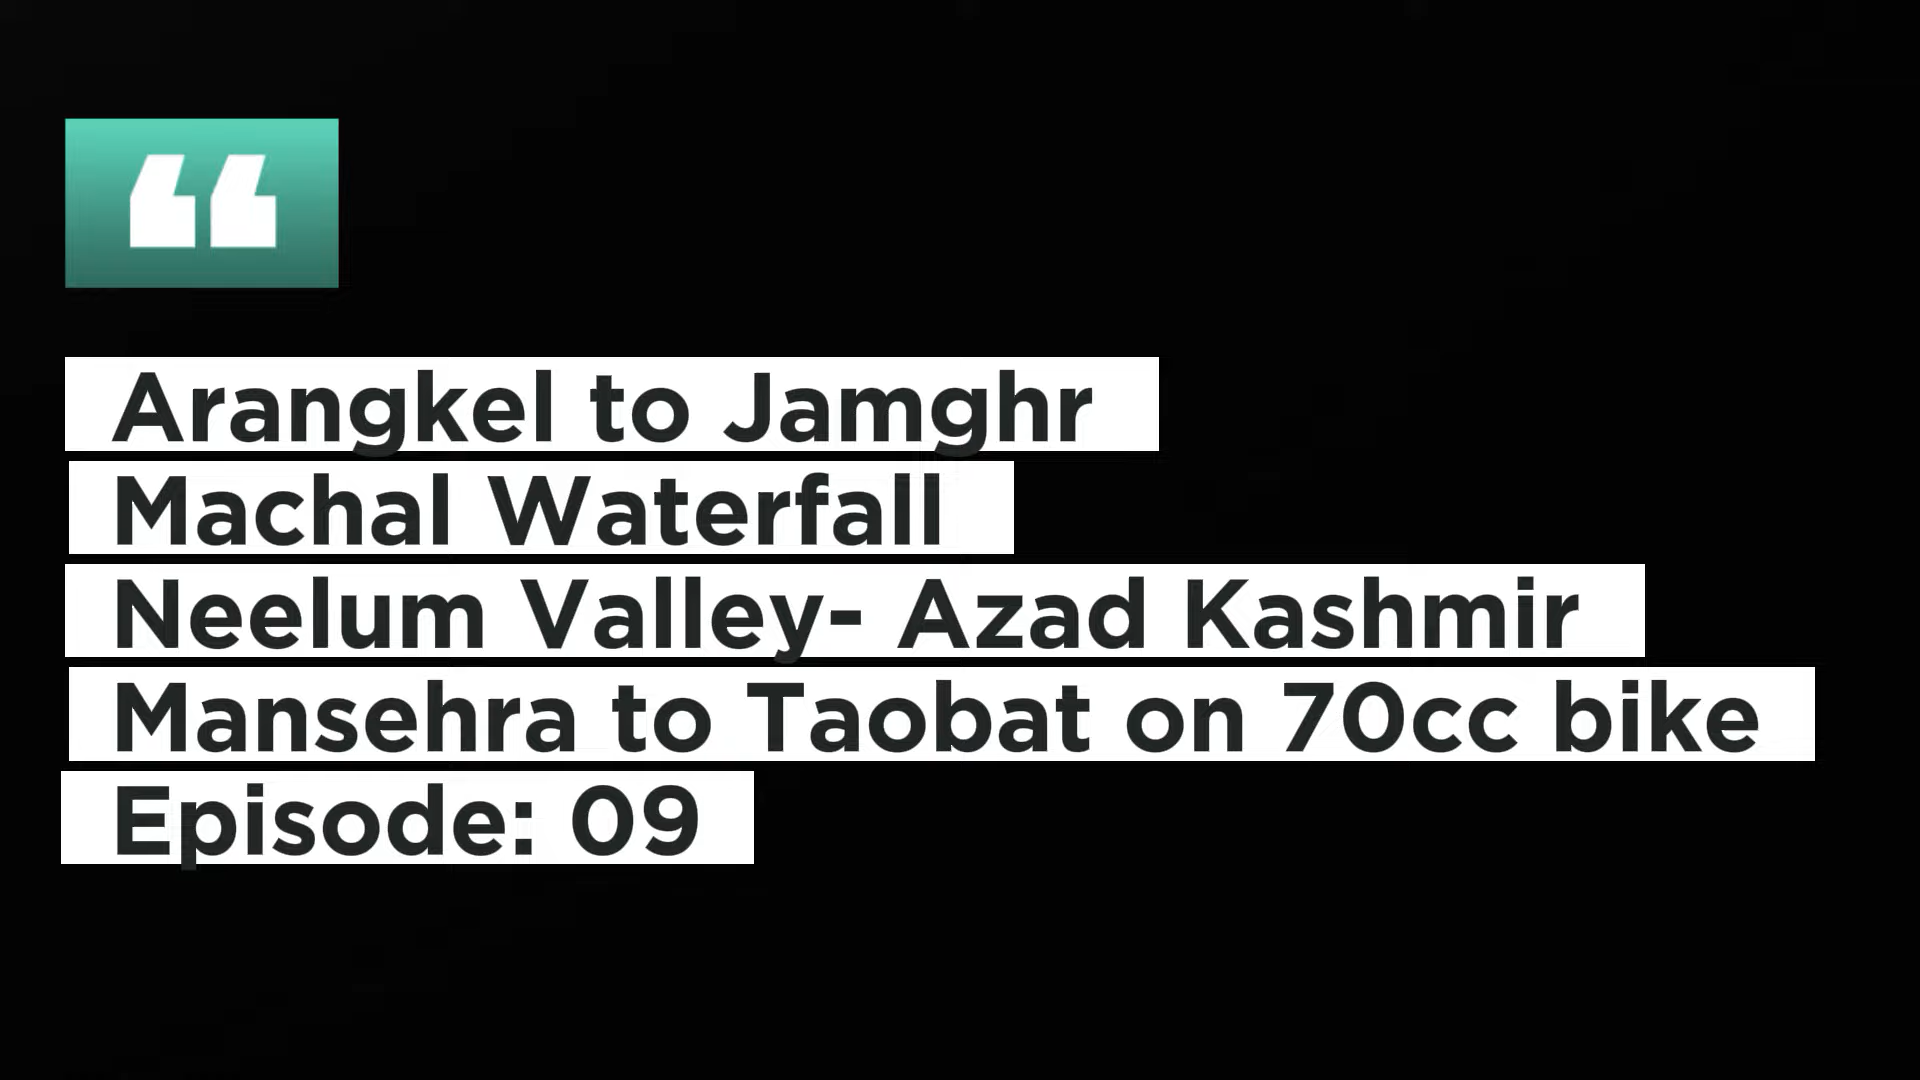 “
Arangkel to Jamghr
Machal Waterfall
Neelum Valley- Azad Kashmir
Mansehra to Taobat on 70cc bike
Episode: 09